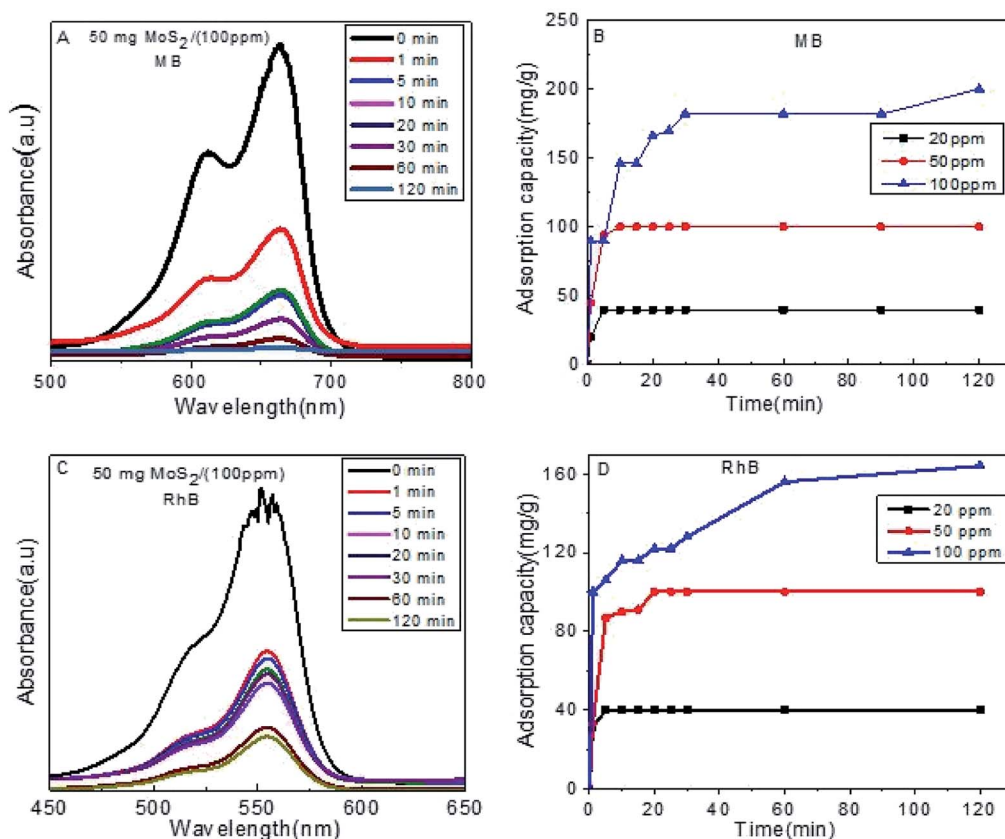 A
50 mg MoS2/(100ppm)
MB
0 min
1 min
5 min
10 min
20 min
30 min
60 min
120 min
Absorbance(a.u)
500 600 700 800
Wavelength(nm)
B
MB
20 ppm
50 ppm
100ppm
Adsorption capacity(mg/g)
250
200
150
100
50
0
0 20 40 60 80 100 120
Time(min)
C
50 mg MoS2/(100ppm)
RhB
0 min
1 min
5 min
10 min
20 min
30 min
60 min
120 min
Absorbance(a.u)
450 500 550 600 650
Wavelength(nm)
D
RhB
20 ppm
50 ppm
100 ppm
Adsorption capacity(mg/g)
160
120
80
40
0
0 20 40 60 80 100 120
Time(min)